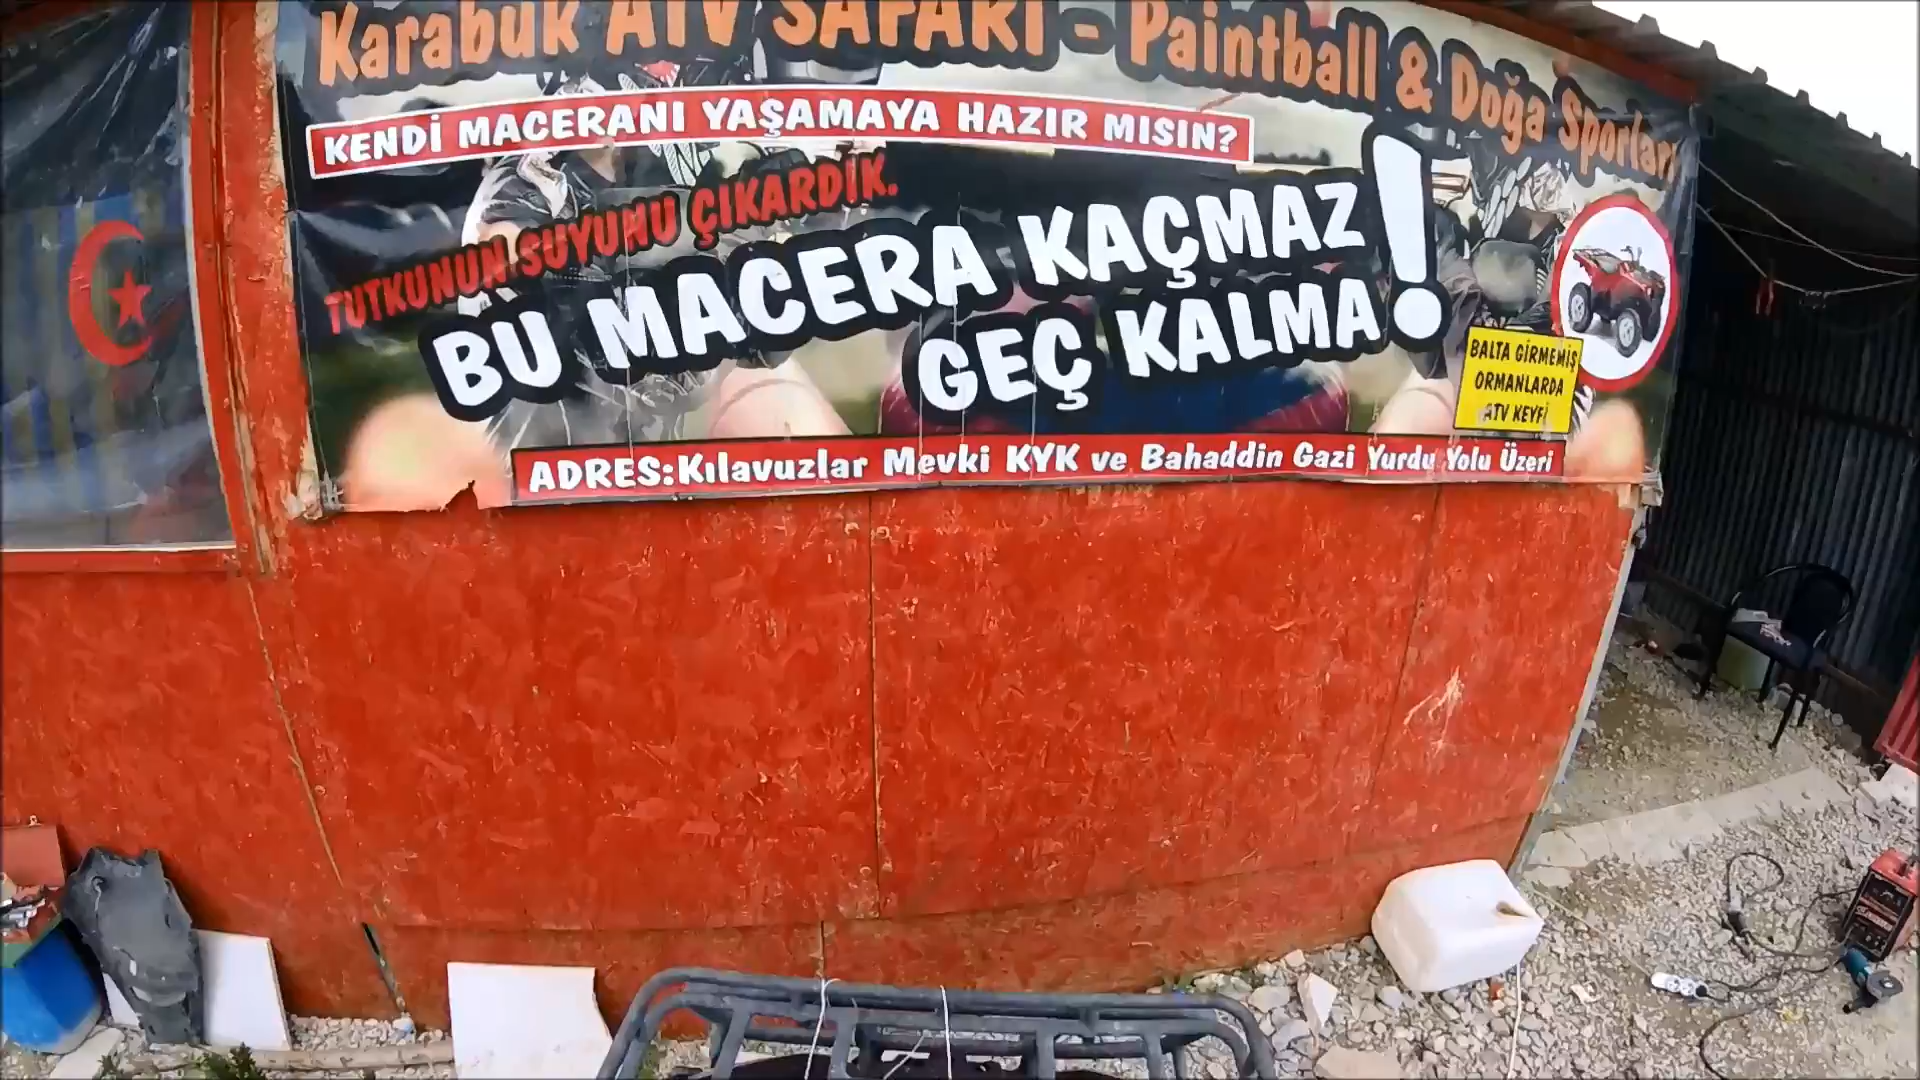 Karabük ATV SAFARİ - Paintball & Doğa Sporları
KENDİ MACERANI YAŞAMAYA HAZIR MISIN?
TUTKUNUN SUYUNU ÇIKARDIK.
BU MACERA KAÇMAZ
GEÇ KALMA!
BALTA GİRMEMİŞ
ORMANLARDA
ATV KEYFİ
ADRES:Kılavuzlar Mevki KYK ve Bahaddin Gazi Yurdu Yolu Üzeri